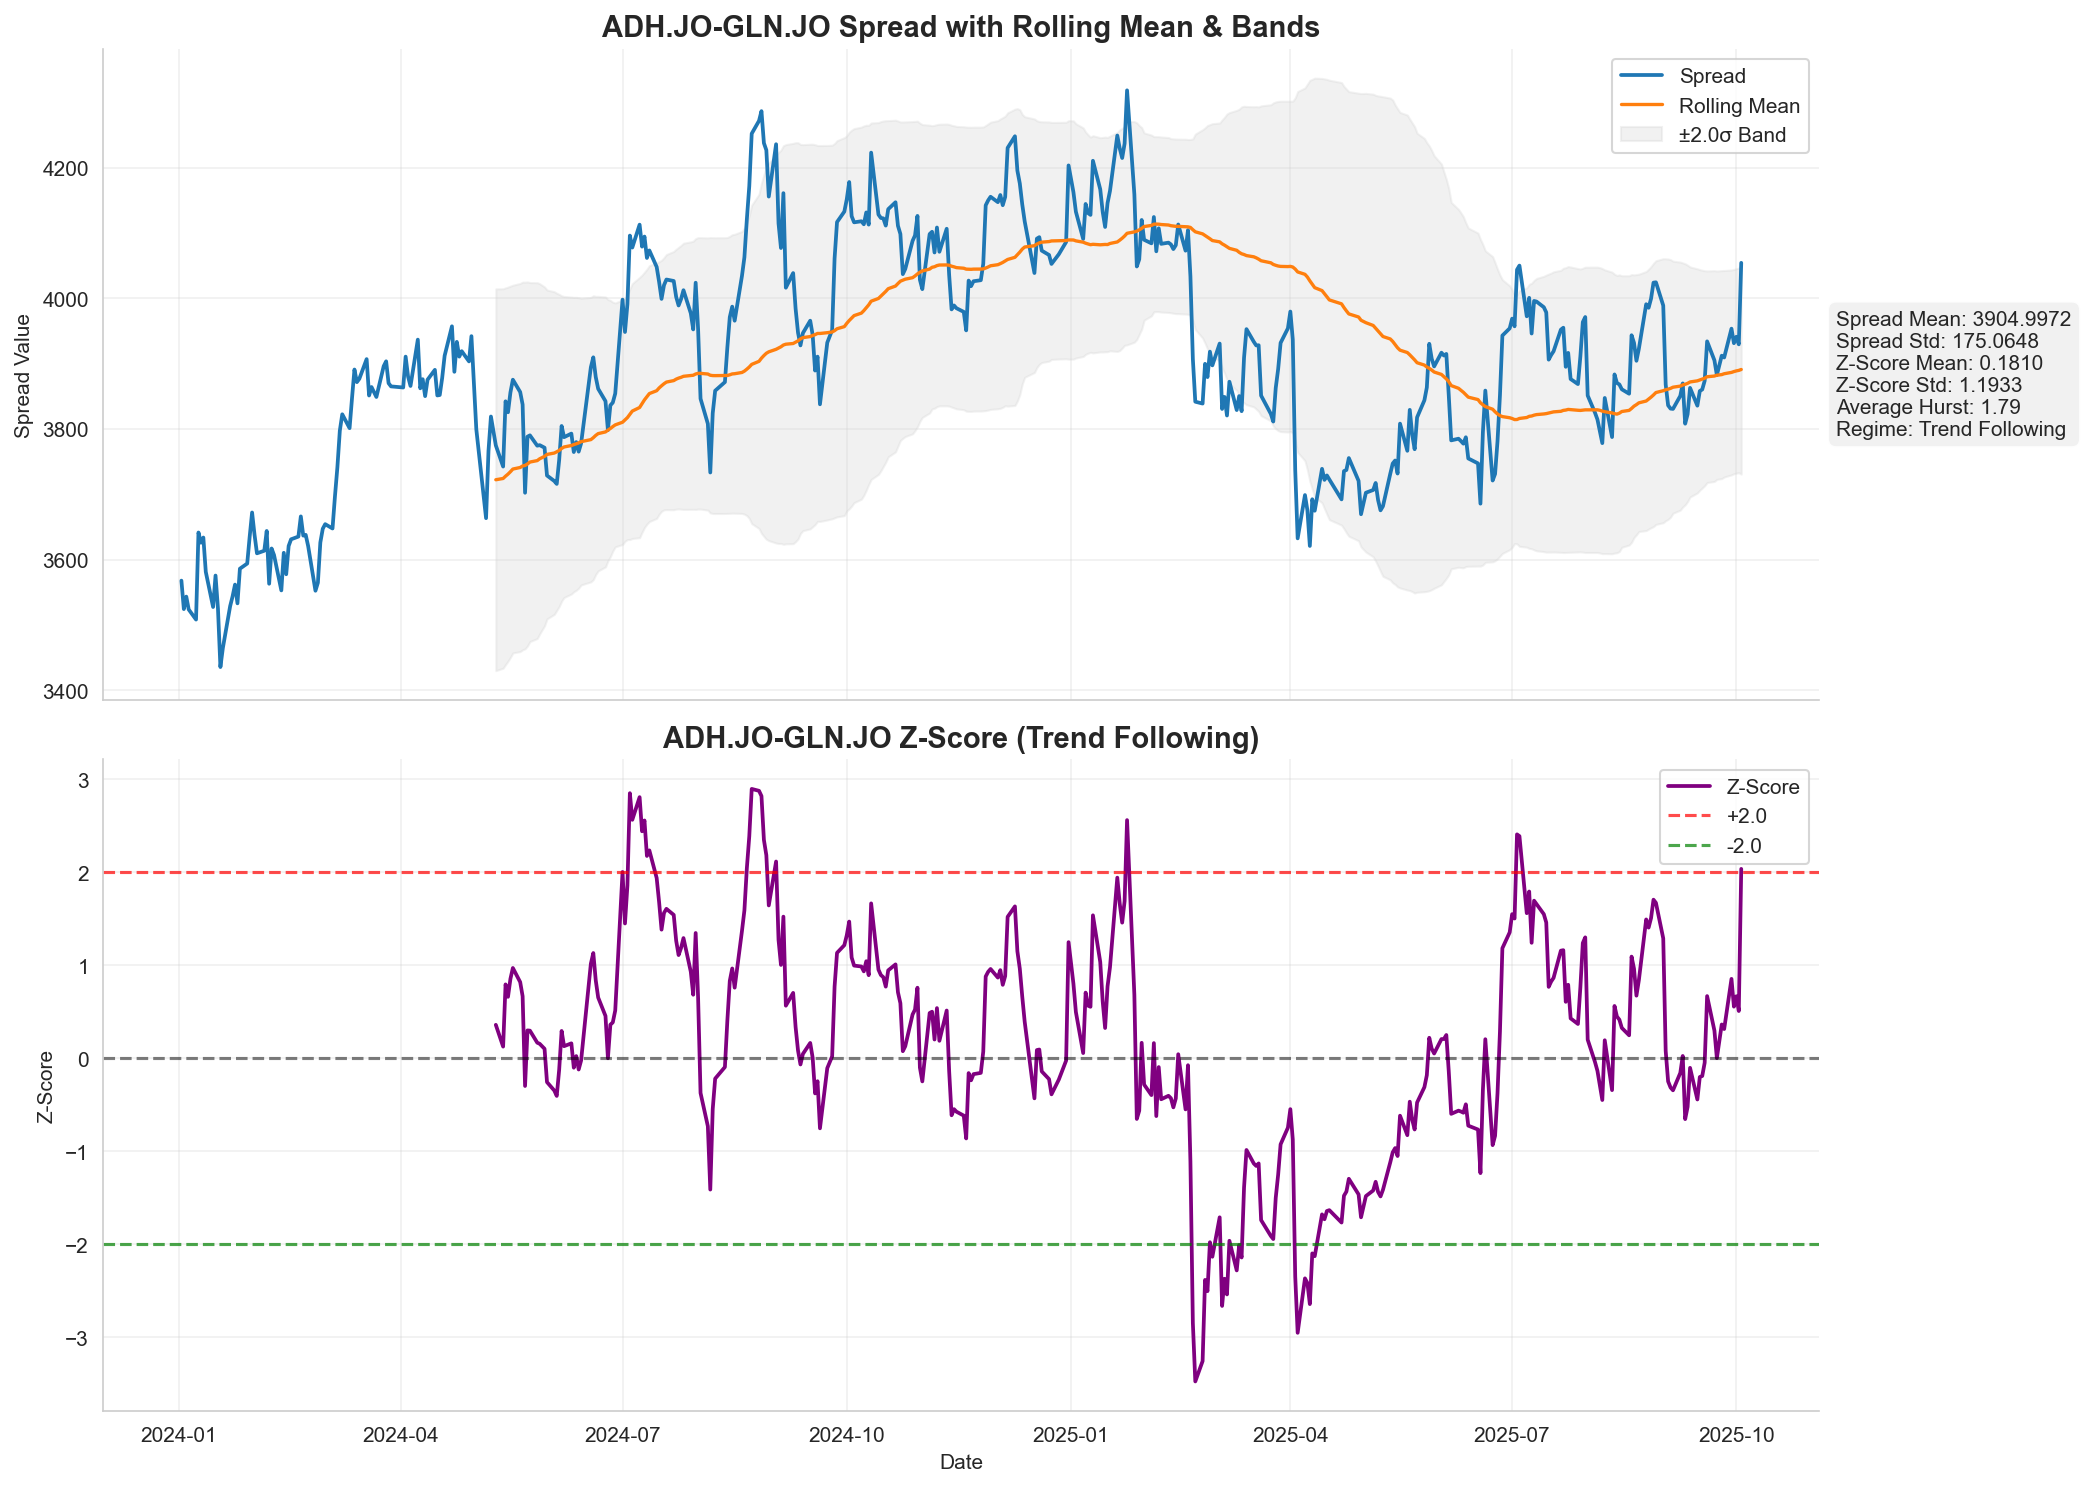 ADH.JO-GLN.JO Spread with Rolling Mean & Bands
Spread
Rolling Mean
±2.0σ Band
Spread Value
4200
4000
3800
3600
3400
Spread Mean: 3904.9972
Spread Std: 175.0648
Z-Score Mean: 0.1810
Z-Score Std: 1.1933
Average Hurst: 1.79
Regime: Trend Following
ADH.JO-GLN.JO Z-Score (Trend Following)
Z-Score
+2.0
-2.0
Z-Score
3
2
1
0
−1
−2
−3
2024-01
2024-04
2024-07
2024-10
2025-01
2025-04
2025-07
2025-10
Date